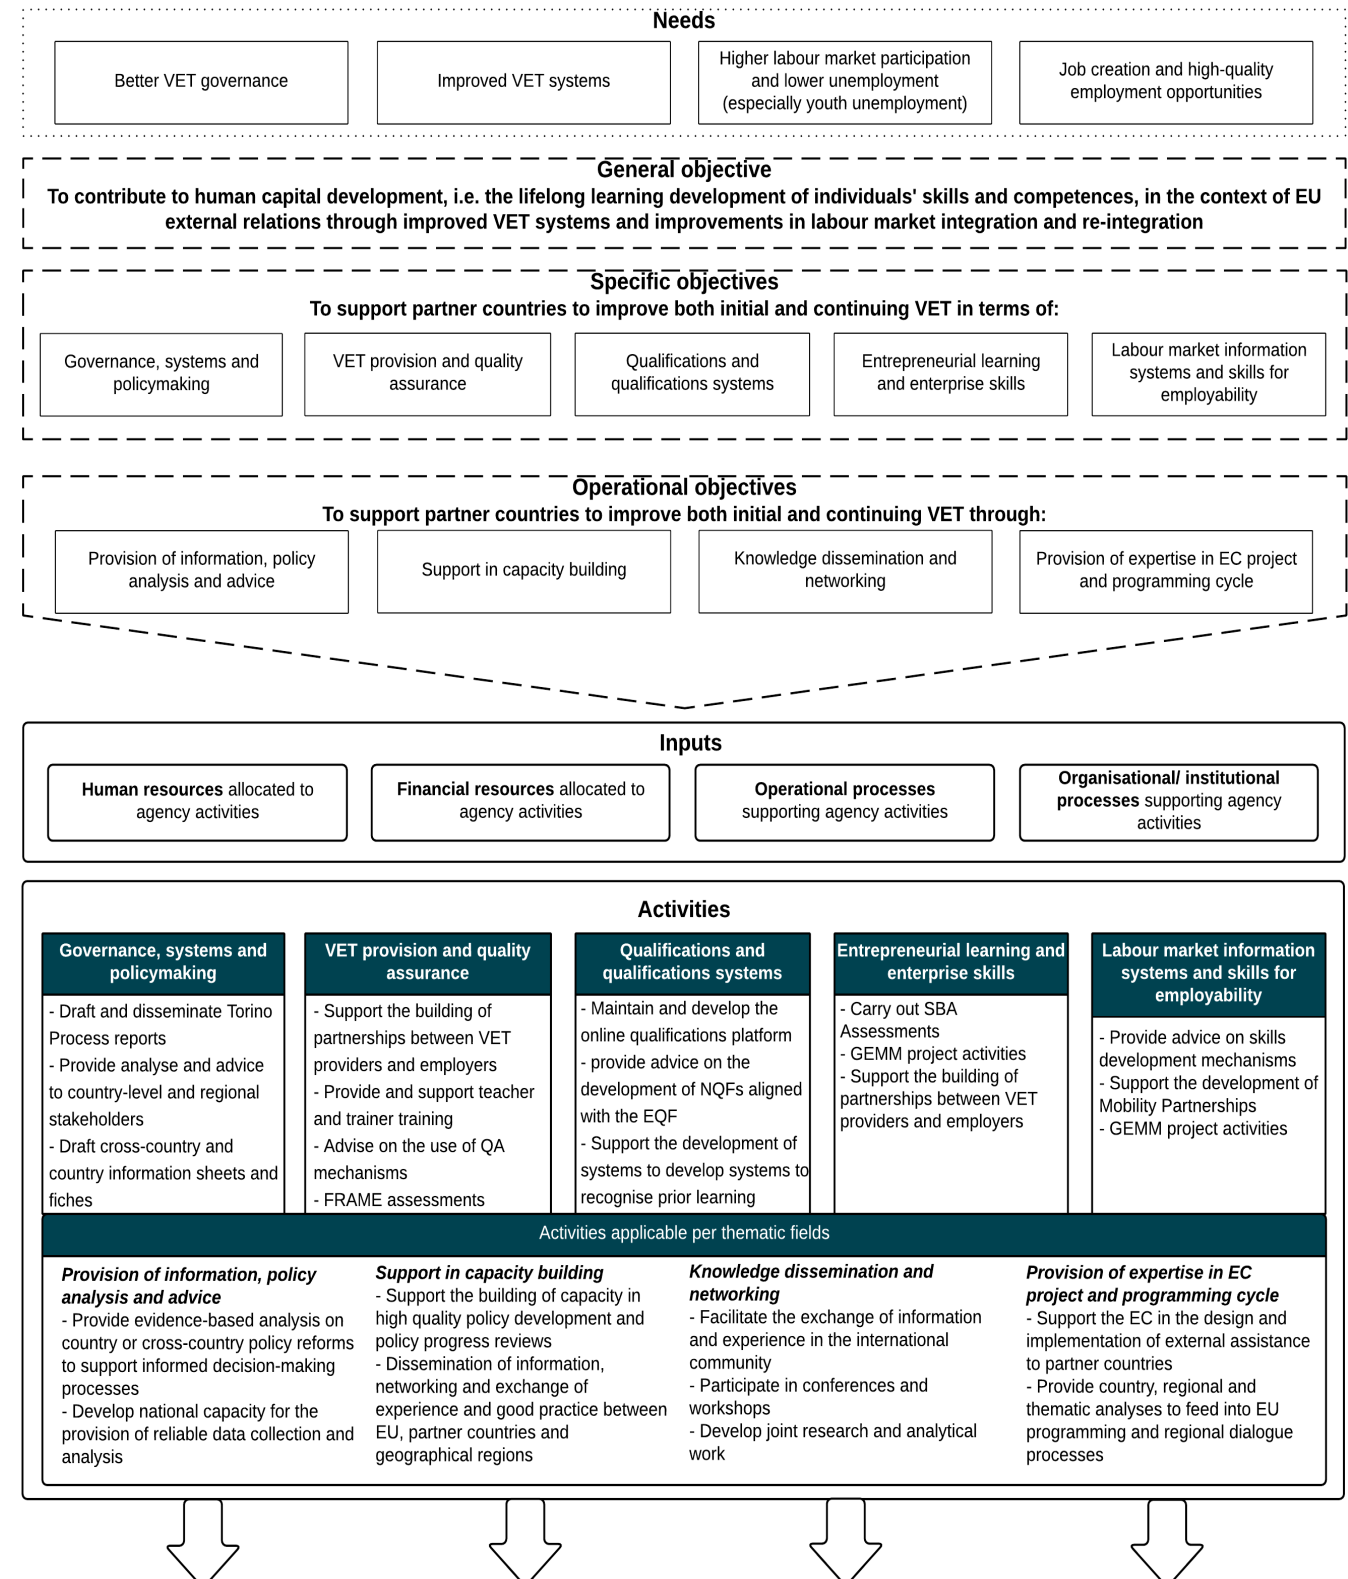 Needs
Better VET governance
Improved VET systems
Higher labour market participation
and lower unemployment
(especially youth unemployment)
Job creation and high-quality
employment opportunities
General objective
To contribute to human capital development, i.e. the lifelong learning development of individuals' skills and competences, in the context of EU
external relations through improved VET systems and improvements in labour market integration and re-integration
Specific objectives
To support partner countries to improve both initial and continuing VET in terms of:
Governance, systems and
policymaking
VET provision and quality
assurance
Qualifications and
qualifications systems
Entrepreneurial learning
and enterprise skills
Labour market information
systems and skills for
employability
Operational objectives
To support partner countries to improve both initial and continuing VET through:
Provision of information, policy
analysis and advice
Support in capacity building
Knowledge dissemination and
networking
Provision of expertise in EC project
and programming cycle
Inputs
Human resources allocated to
agency activities
Financial resources allocated to
agency activities
Operational processes
supporting agency activities
Organisational/ institutional
processes supporting agency
activities
Activities
Governance, systems and
policymaking
- Draft and disseminate Torino
Process reports
- Provide analyse and advice
to country-level and regional
stakeholders
- Draft cross-country and
country information sheets and
fiches
VET provision and quality
assurance
- Support the building of
partnerships between VET
providers and employers
- Provide and support teacher
and trainer training
- Advise on the use of QA
mechanisms
- FRAME assessments
Qualifications and
qualifications systems
- Maintain and develop the
online qualifications platform
- provide advice on the
development of NQFs aligned
with the EQF
- Support the development of
systems to develop systems to
recognise prior learning
Entrepreneurial learning and
enterprise skills
- Carry out SBA
Assessments
- GEMM project activities
- Support the building of
partnerships between VET
providers and employers
Labour market information
systems and skills for
employability
- Provide advice on skills
development mechanisms
- Support the development of
Mobility Partnerships
- GEMM project activities
Activities applicable per thematic fields
Provision of information, policy
analysis and advice
- Provide evidence-based analysis on
country or cross-country policy reforms
to support informed decision-making
processes
- Develop national capacity for the
provision of reliable data collection and
analysis
Support in capacity building
- Support the building of capacity in
high quality policy development and
policy progress reviews
- Dissemination of information,
networking and exchange of
experience and good practice between
EU, partner countries and
geographical regions
Knowledge dissemination and
networking
- Facilitate the exchange of information
and experience in the international
community
- Participate in conferences and
workshops
- Develop joint research and analytical
work
Provision of expertise in EC
project and programming cycle
- Support the EC in the design and
implementation of external assistance
to partner countries
- Provide country, regional and
thematic analyses to feed into EU
programming and regional dialogue
processes